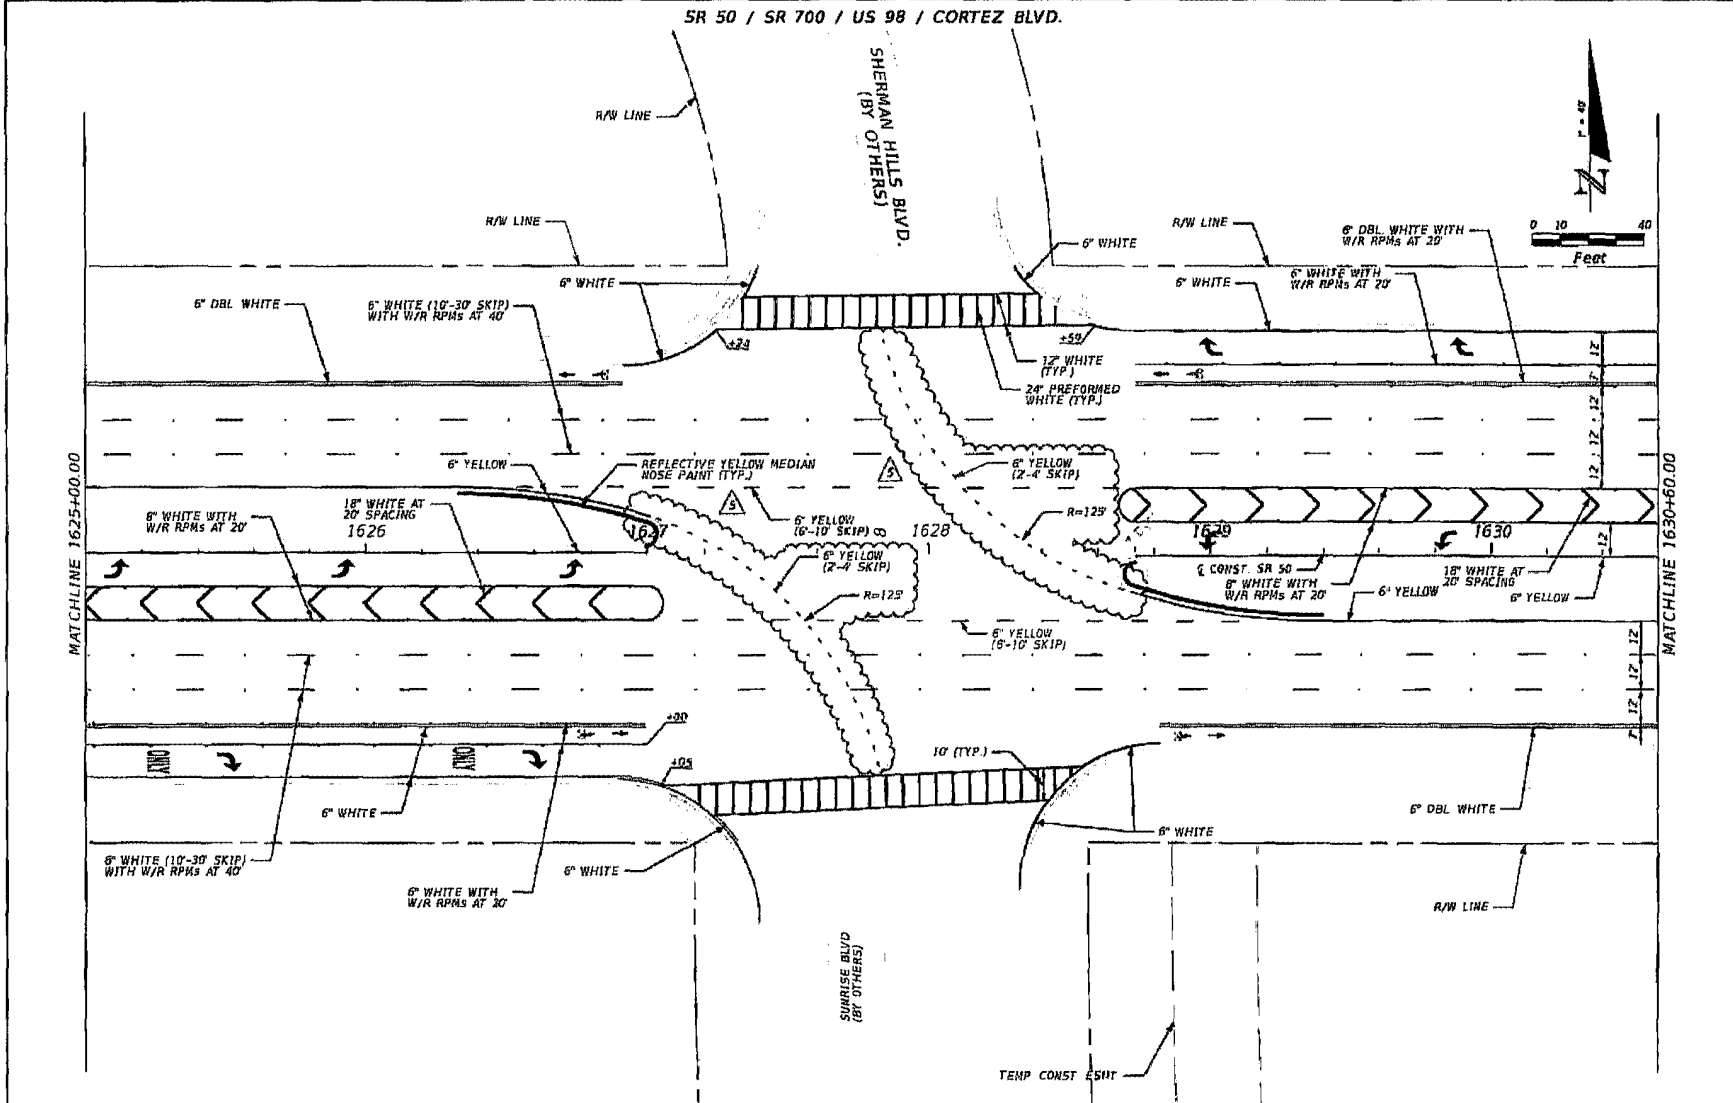 SR 50 / SR 700 / US 98 / CORTEZ BLVD.
SHERMAN HILLS BLVD.
(BY OTHERS)
R/W LINE
1" = 40'
N
R/W LINE
R/W LINE
6" WHITE
6" DBL. WHITE WITH
W/R RPMs AT 20'
0 10 40
Feet
6" WHITE
6" WHITE
6" WHITE WITH
W/R RPMs AT 20'
6" DBL WHITE
6" WHITE (10'-30' SKIP)
WITH W/R RPMs AT 40'
+24
+59
12" WHITE
(TYP.)
24" PREFORMED
WHITE (TYP.)
12'
7'
12'
12'
12'
6" YELLOW
REFLECTIVE YELLOW MEDIAN
NOSE PAINT (TYP.)
5
5
6" YELLOW
(2'-4' SKIP)
MATCHLINE 1625+00.00
MATCHLINE 1630+60.00
18" WHITE AT
20' SPACING
6" WHITE WITH
W/R RPMs AT 20'
6" YELLOW
(6'-10' SKIP)
R=125'
1626
1627
1628
1629
1630
6" YELLOW
(2'-4' SKIP)
R=125'
12'
℄ CONST. SR 50
6" WHITE WITH
W/R RPMs AT 20'
18" WHITE AT
20' SPACING
6" YELLOW
6" YELLOW
6" YELLOW
(6'-10' SKIP)
12'
12'
12'
7'
+00
+05
ONLY
ONLY
10' (TYP.)
6" WHITE
6" DBL WHITE
6" WHITE
6" WHITE (10'-30' SKIP)
WITH W/R RPMs AT 40'
6" WHITE
6" WHITE WITH
W/R RPMs AT 20'
R/W LINE
SUNRISE BLVD
(BY OTHERS)
TEMP CONST ESMT